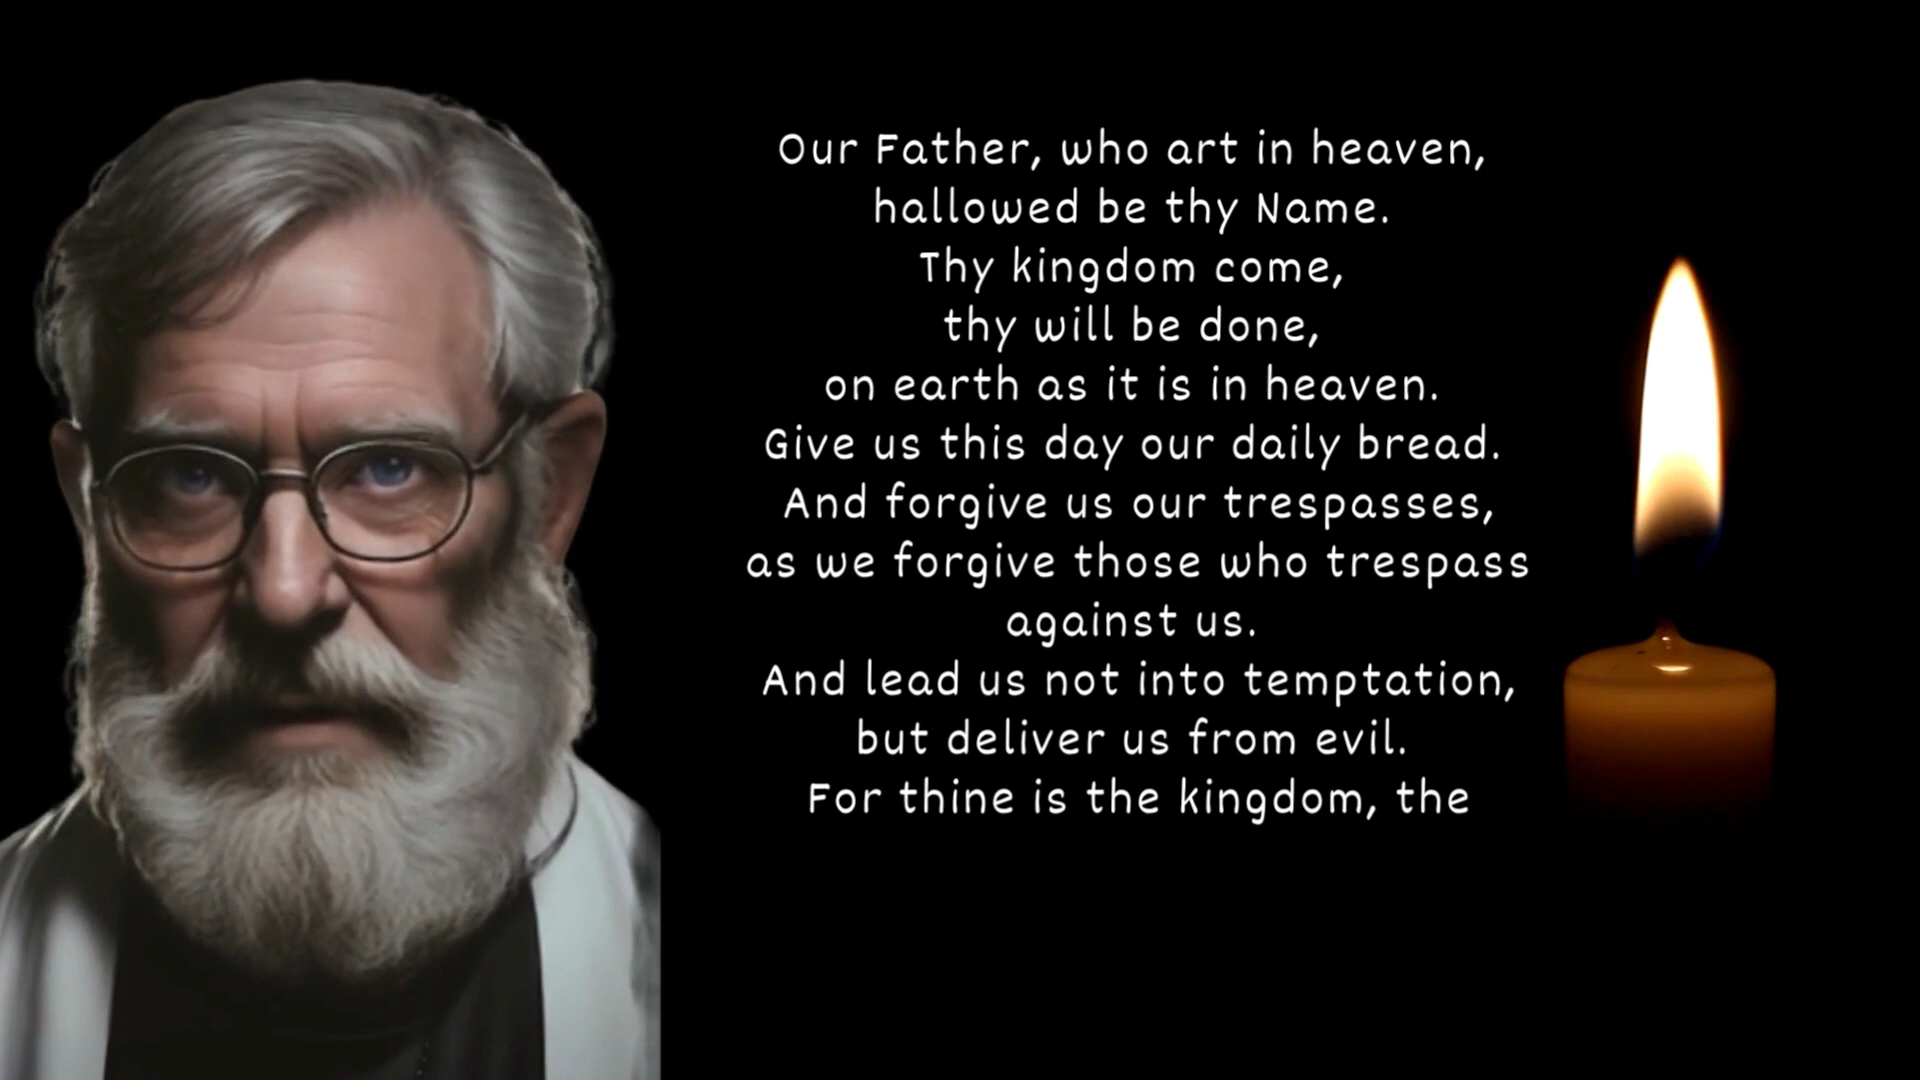 Our Father, who art in heaven,
hallowed be thy Name.
Thy kingdom come,
thy will be done,
on earth as it is in heaven.
Give us this day our daily bread.
And forgive us our trespasses,
as we forgive those who trespass
against us.
And lead us not into temptation,
but deliver us from evil.
For thine is the kingdom, the